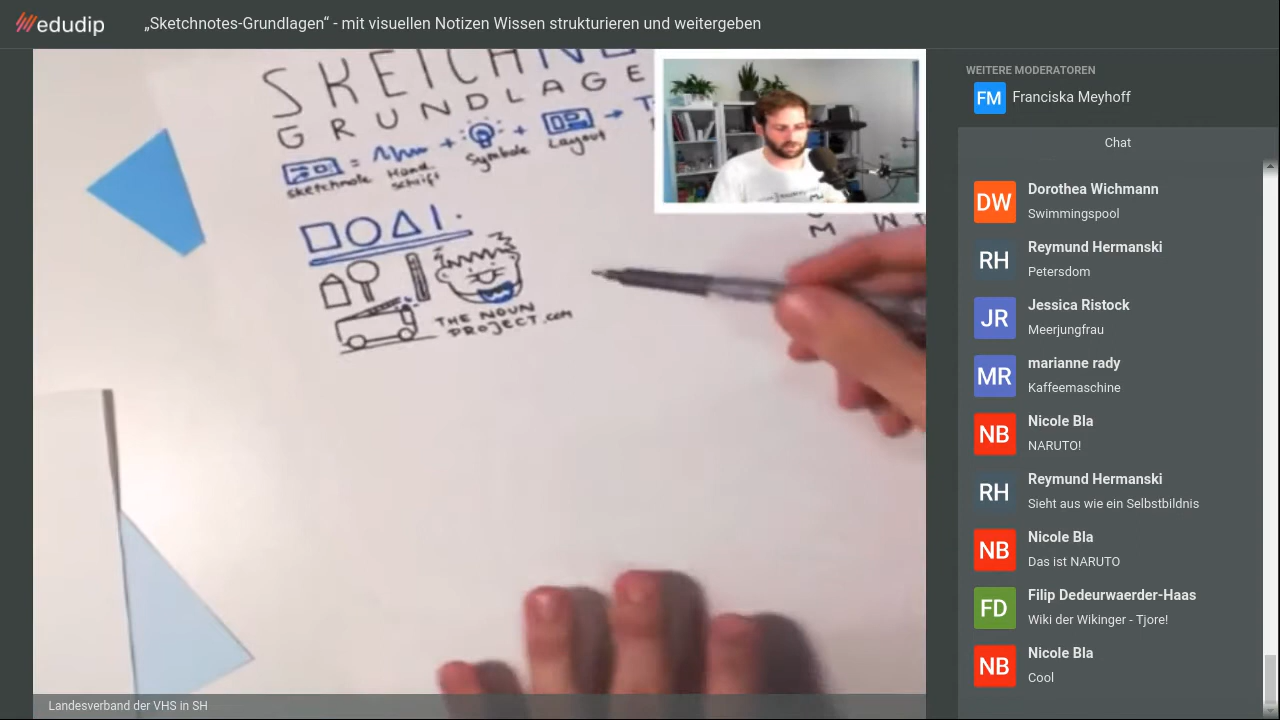 edudip
„Sketchnotes-Grundlagen“ - mit visuellen Notizen Wissen strukturieren und weitergeben
SKETCHNO
GRUNDLAGE
sketchnote = Handschrift + Symbole + Layout →
THE NOUN
PROJECT.com
Landesverband der VHS in SH
WEITERE MODERATOREN
FM
Franciska Meyhoff
Chat
DW
Dorothea Wichmann
Swimmingspool
RH
Reymund Hermanski
Petersdom
JR
Jessica Ristock
Meerjungfrau
MR
marianne rady
Kaffeemaschine
NB
Nicole Bla
NARUTO!
RH
Reymund Hermanski
Sieht aus wie ein Selbstbildnis
NB
Nicole Bla
Das ist NARUTO
FD
Filip Dedeurwaerder-Haas
Wiki der Wikinger - Tjore!
NB
Nicole Bla
Cool